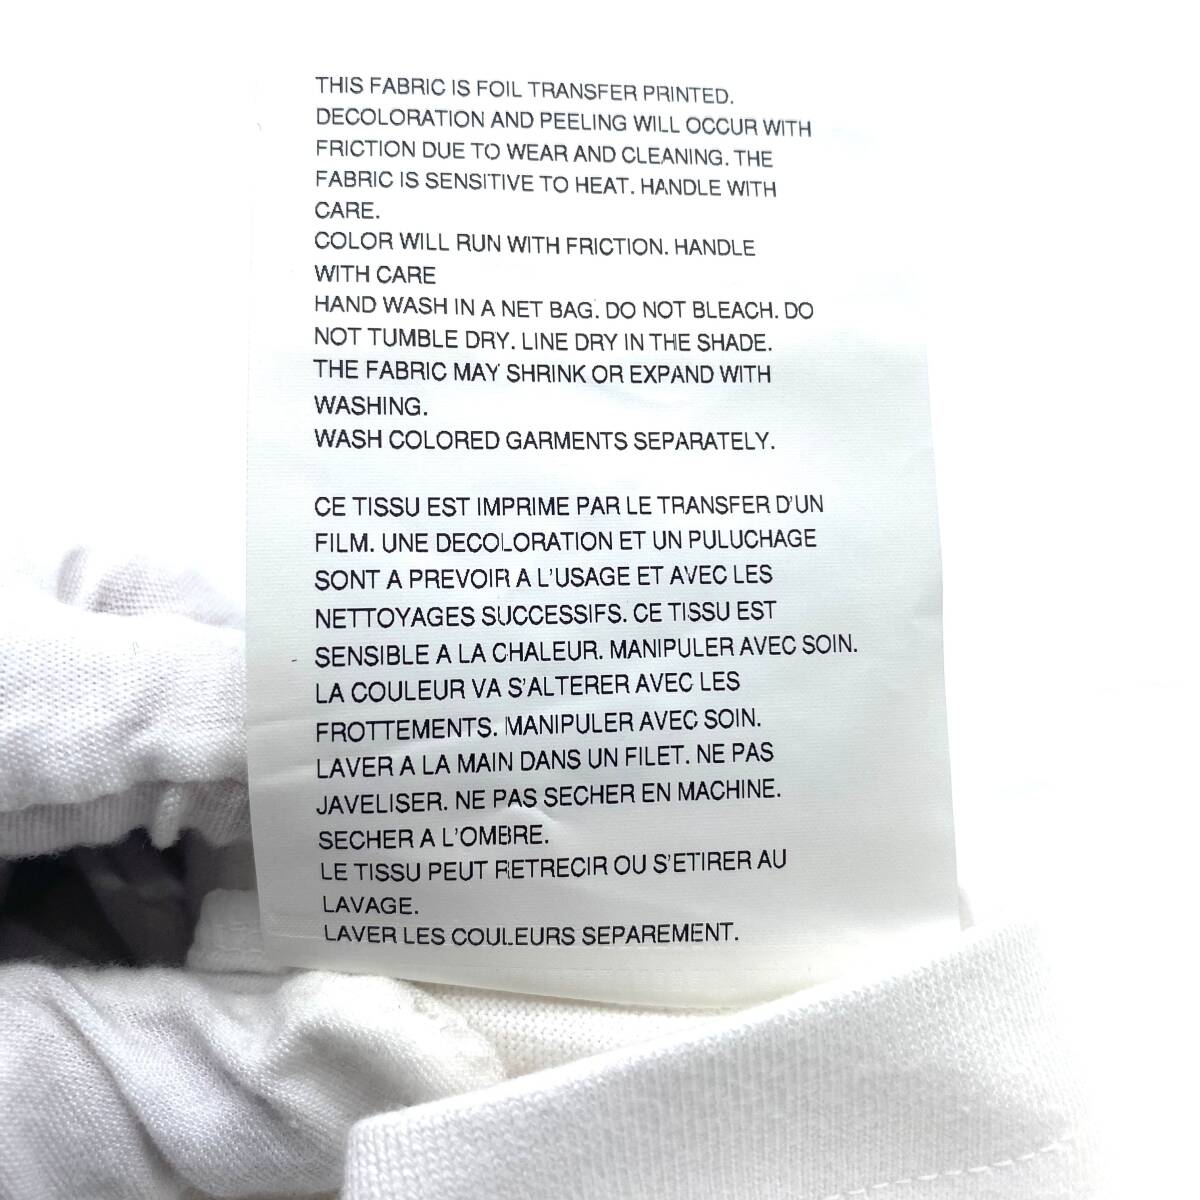 THIS FABRIC IS FOIL TRANSFER PRINTED.
DECOLORATION AND PEELING WILL OCCUR WITH
FRICTION DUE TO WEAR AND CLEANING. THE
FABRIC IS SENSITIVE TO HEAT. HANDLE WITH
CARE.
COLOR WILL RUN WITH FRICTION. HANDLE
WITH CARE
HAND WASH IN A NET BAG. DO NOT BLEACH. DO
NOT TUMBLE DRY. LINE DRY IN THE SHADE.
THE FABRIC MAY SHRINK OR EXPAND WITH
WASHING.
WASH COLORED GARMENTS SEPARATELY.
CE TISSU EST IMPRIME PAR LE TRANSFER D'UN
FILM. UNE DECOLORATION ET UN PULUCHAGE
SONT A PREVOIR A L'USAGE ET AVEC LES
NETTOYAGES SUCCESSIFS. CE TISSU EST
SENSIBLE A LA CHALEUR. MANIPULER AVEC SOIN.
LA COULEUR VA S'ALTERER AVEC LES
FROTTEMENTS. MANIPULER AVEC SOIN.
LAVER A LA MAIN DANS UN FILET. NE PAS
JAVELISER. NE PAS SECHER EN MACHINE.
SECHER A L'OMBRE.
LE TISSU PEUT RETRECIR OU S'ETIRER AU
LAVAGE.
LAVER LES COULEURS SEPAREMENT.